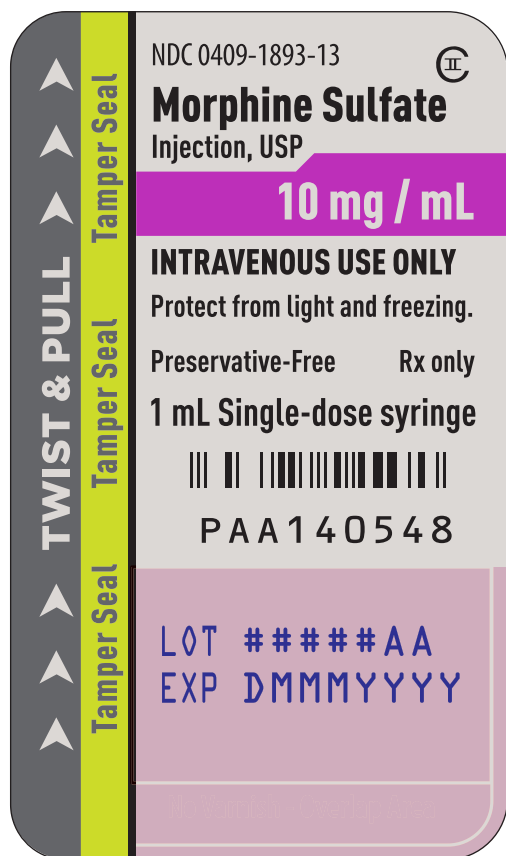 NDC 0409-1893-13
CII
Morphine Sulfate
Injection, USP
10 mg / mL
INTRAVENOUS USE ONLY
Protect from light and freezing.
Preservative-Free Rx only
1 mL Single-dose syringe
PAA140548
LOT #####AA
EXP DMMMYYYY
TWIST & PULL
Tamper Seal
Tamper Seal
Tamper Seal